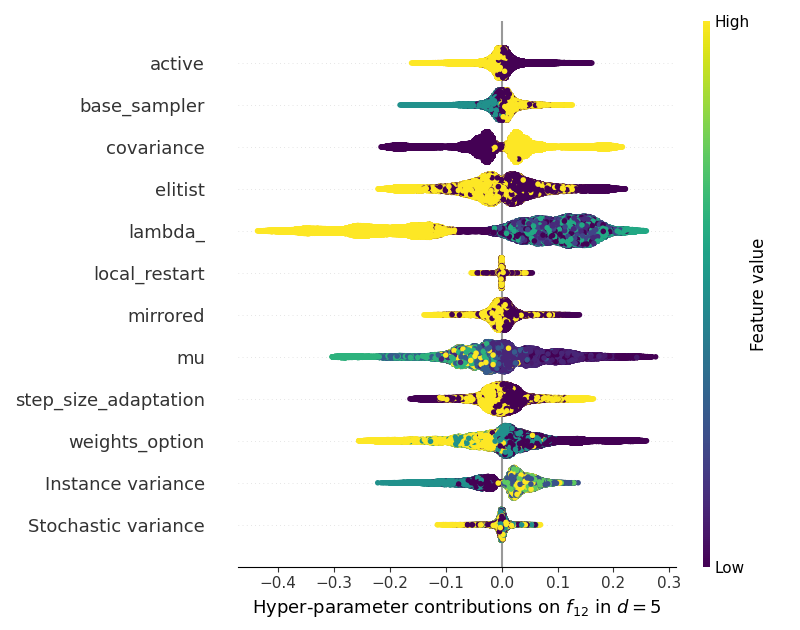 High
active
base_sampler
covariance
elitist
lambda_
local_restart
mirrored
mu
step_size_adaptation
weights_option
Instance variance
Stochastic variance
Feature value
Low
−0.4 −0.3 −0.2 −0.1 0.0 0.1 0.2 0.3
Hyper-parameter contributions on f12 in d = 5